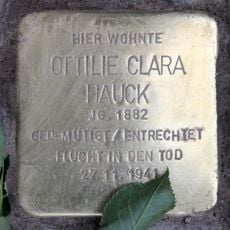 HIER WOHNTE
OTTILIE CLARA
HAUCK
JG. 1882
GEDEMÜTIGT/ENTRECHTET
FLUCHT IN DEN TOD
27.11.1941